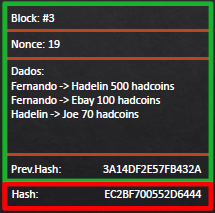 Block: #3
Nonce: 19
Dados:
Fernando -> Hadelin 500 hadcoins
Fernando -> Ebay 100 hadcoins
Hadelin -> Joe 70 hadcoins
Prev.Hash: 3A14DF2E57FB432A
Hash: EC2BF700552D6444